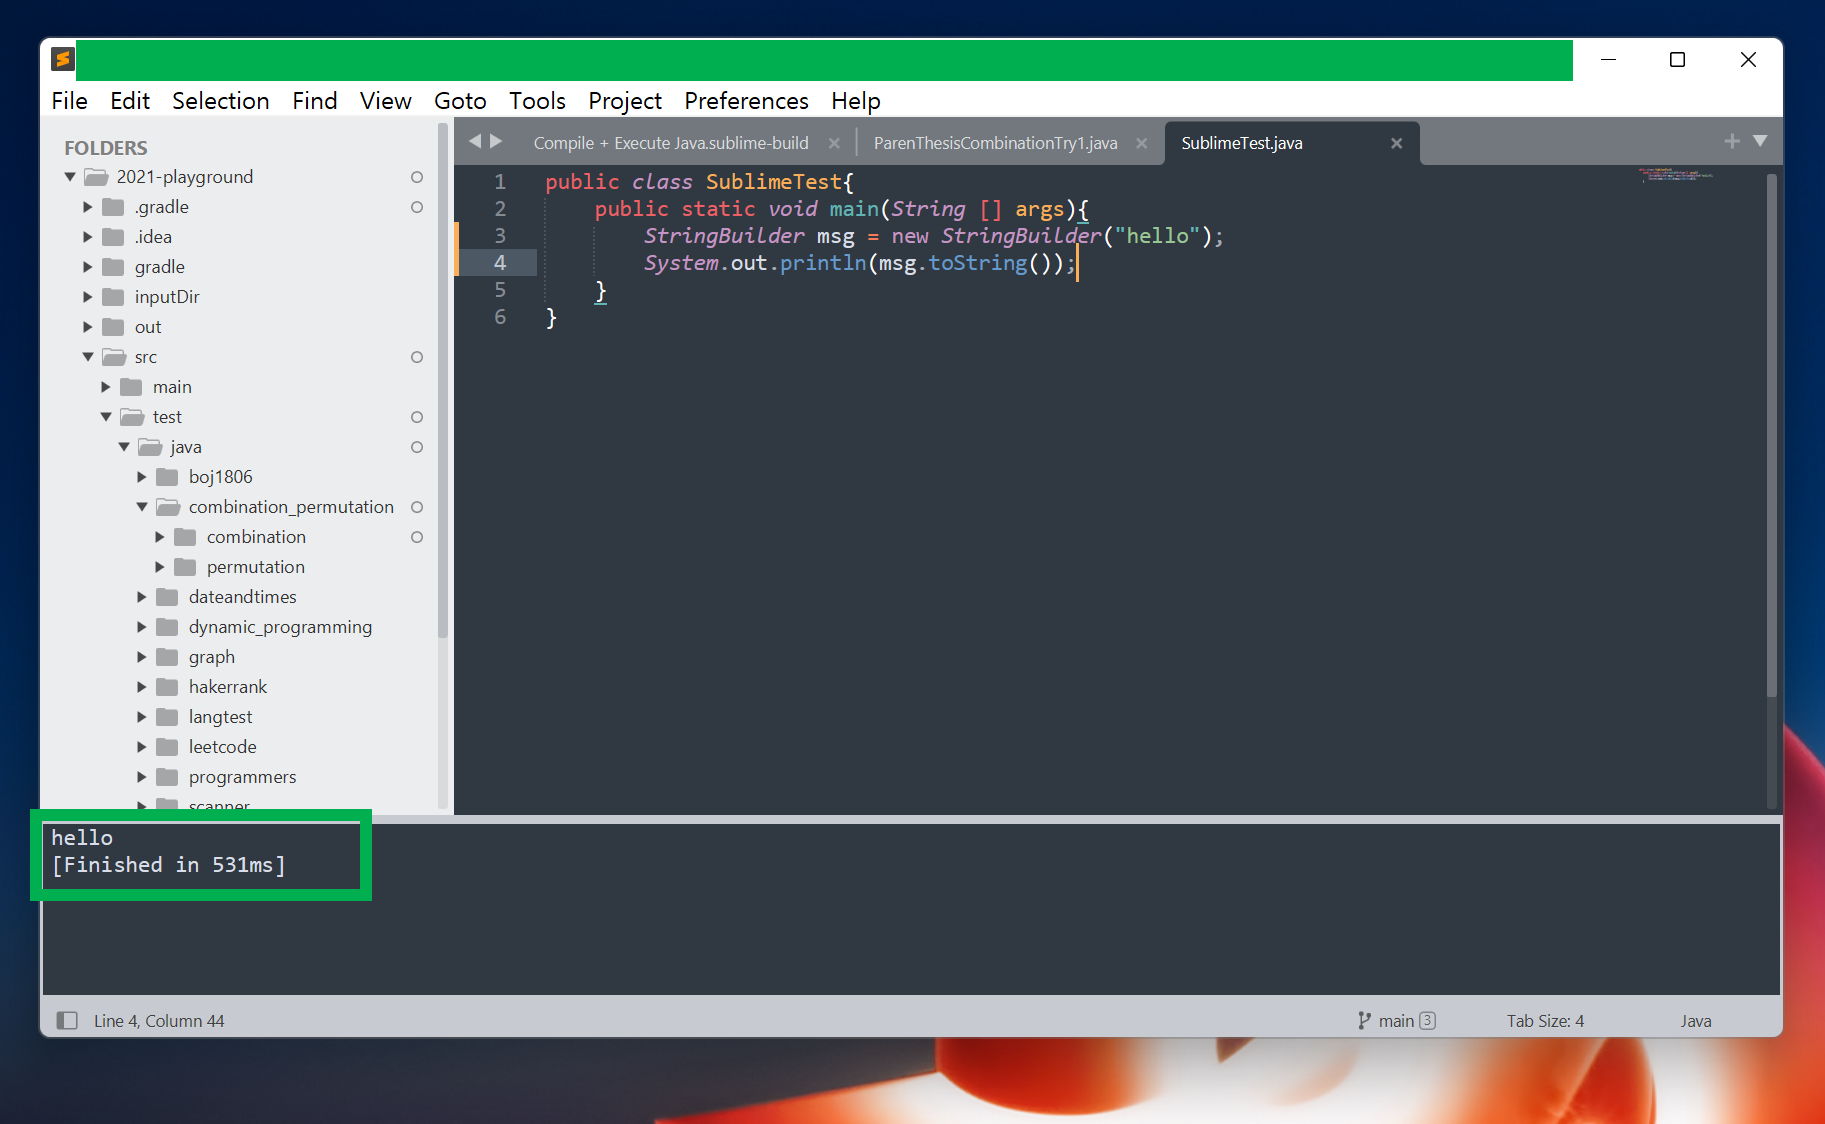 File Edit Selection Find View Goto Tools Project Preferences Help
FOLDERS
2021-playground
.gradle
.idea
gradle
inputDir
out
src
main
test
java
boj1806
combination_permutation
combination
permutation
dateandtimes
dynamic_programming
graph
hakerrank
langtest
leetcode
programmers
scanner
Compile + Execute Java.sublime-build ParenThesisCombinationTry1.java SublimeTest.java
1 public class SublimeTest{
2 public static void main(String [] args){
3 StringBuilder msg = new StringBuilder("hello");
4 System.out.println(msg.toString());
5 }
6 }
hello
[Finished in 531ms]
Line 4, Column 44 main 3 Tab Size: 4 Java